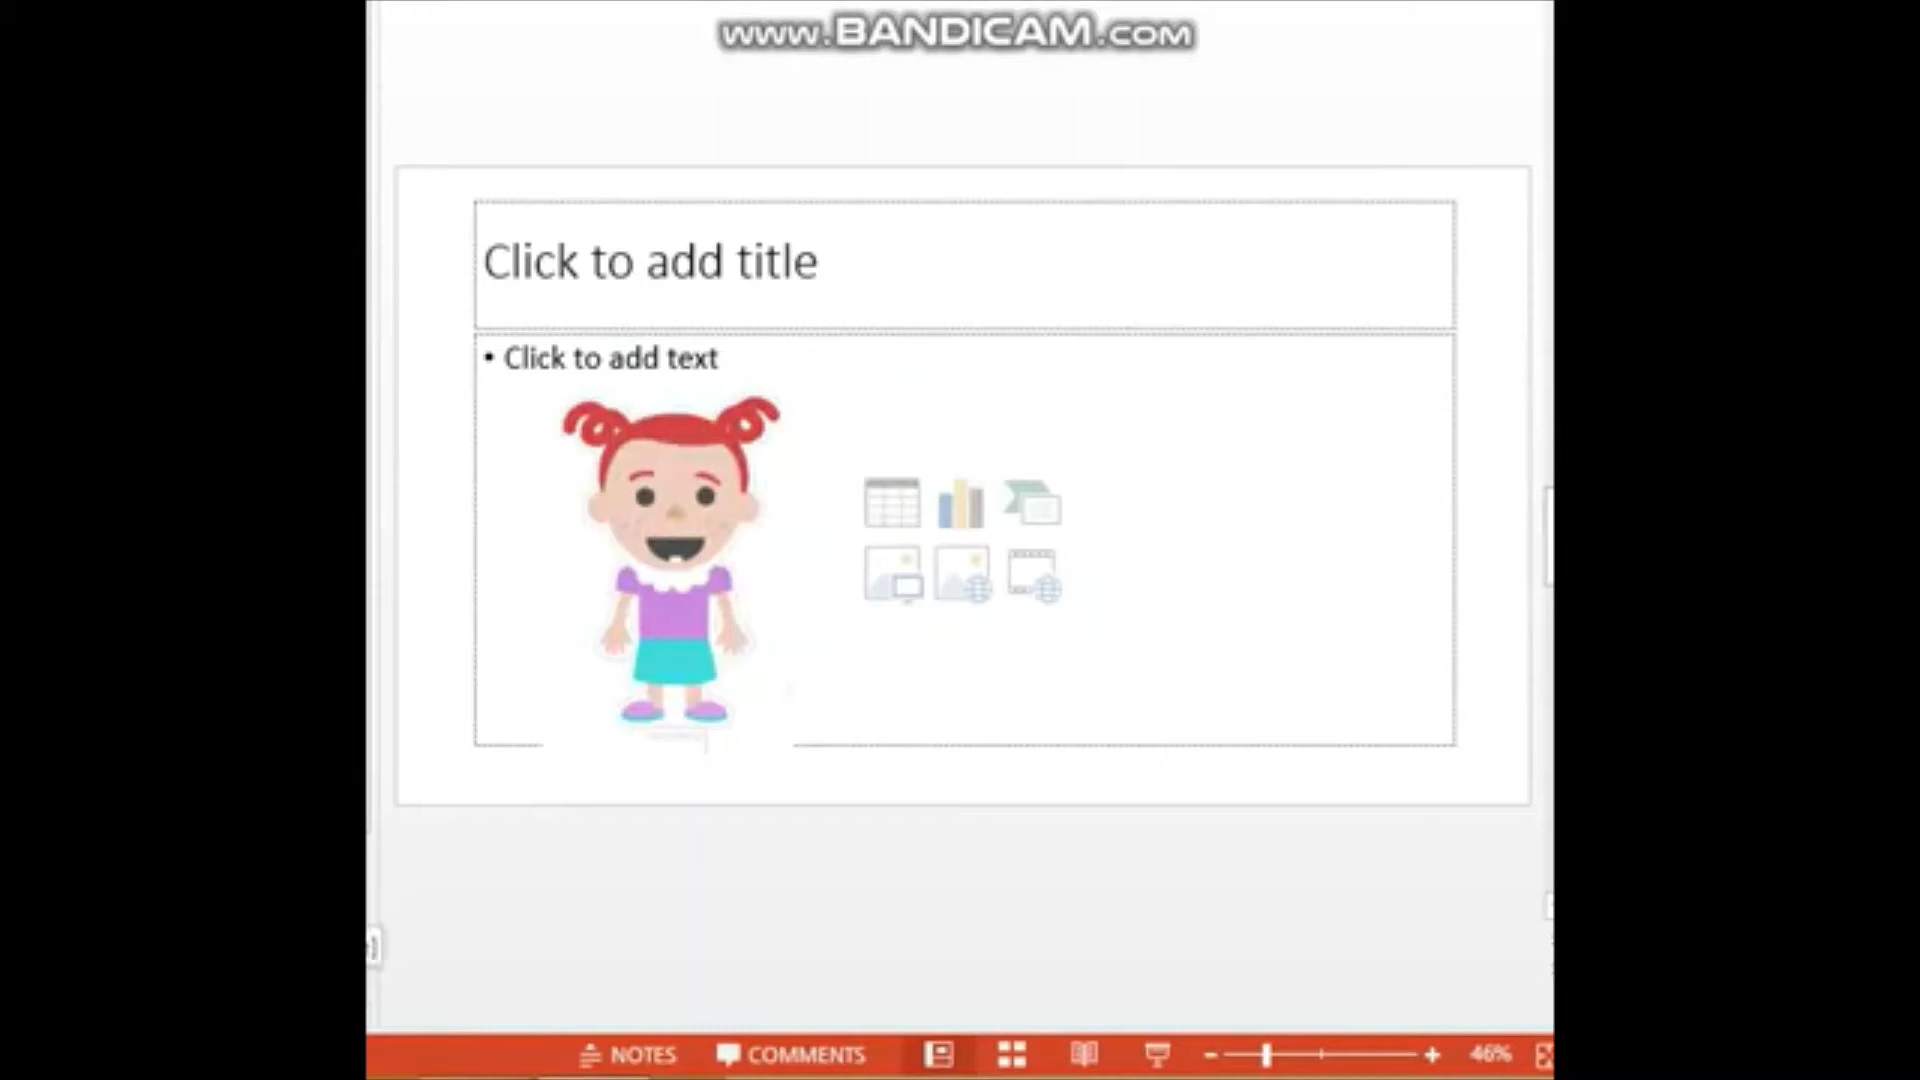 www.BANDICAM.com
Click to add title
• Click to add text
NOTES COMMENTS 46%